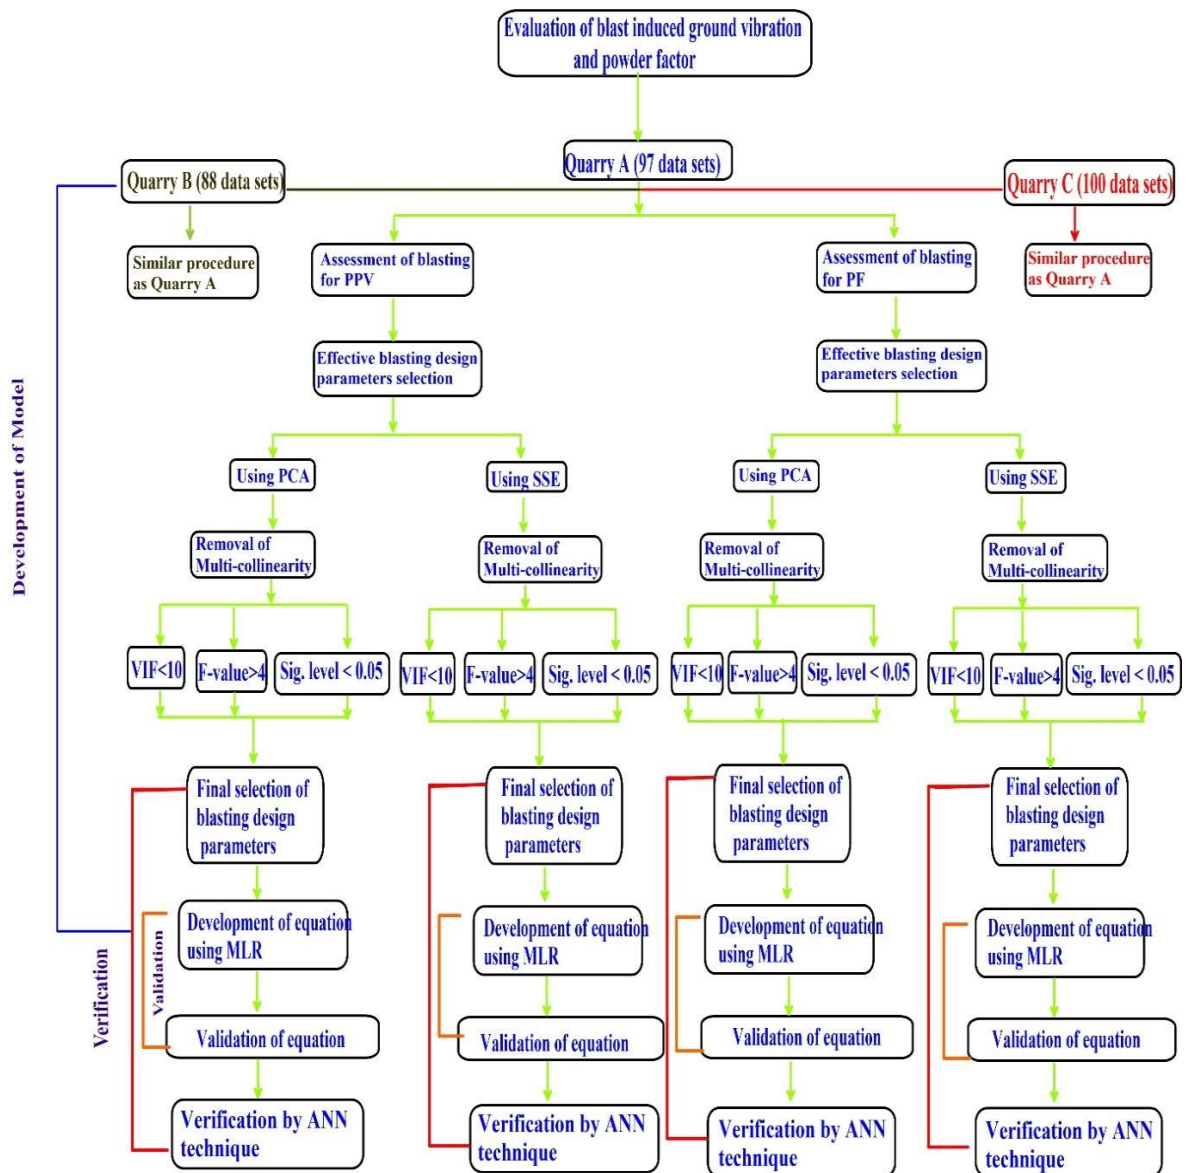 Evaluation of blast induced ground vibration
and powder factor
Quarry A (97 data sets)
Quarry B (88 data sets)
Quarry C (100 data sets)
Similar procedure
as Quarry A
Assessment of blasting
for PPV
Assessment of blasting
for PF
Similar procedure
as Quarry A
Effective blasting design
parameters selection
Effective blasting design
parameters selection
Development of Model
Using PCA
Using SSE
Using PCA
Using SSE
Removal of
Multi-collinearity
Removal of
Multi-collinearity
Removal of
Multi-collinearity
Removal of
Multi-collinearity
VIF<10
F-value>4
Sig. level < 0.05
VIF<10
F-value>4
Sig. level < 0.05
VIF<10
F-value>4
Sig. level < 0.05
VIF<10
F-value>4
Sig. level < 0.05
Final selection of
blasting design
parameters
Final selection of
blasting design
parameters
Final selection of
blasting design
parameters
Final selection of
blasting design
parameters
Verification
Validation
Development of equation
using MLR
Development of equation
using MLR
Development of equation
using MLR
Development of equation
using MLR
Validation of equation
Validation of equation
Validation of equation
Validation of equation
Verification by ANN
technique
Verification by ANN
technique
Verification by ANN
technique
Verification by ANN
technique